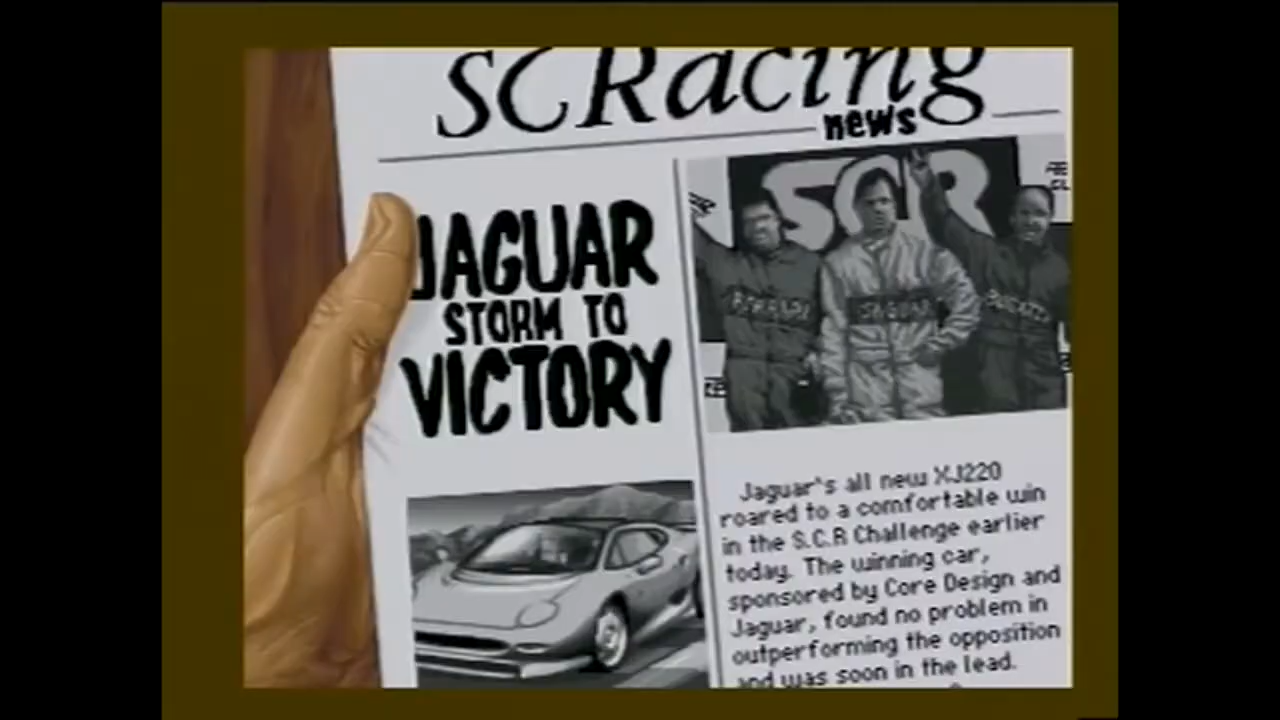 SCRacing
news
JAGUAR
STORM TO
VICTORY
SCR
FERRARI
JAGUAR
Jaguar's all new XJ220
roared to a comfortable win
in the S.C.R Challenge earlier
today. The winning car,
sponsored by Core Design and
Jaguar, found no problem in
outperforming the opposition
and was soon in the lead.